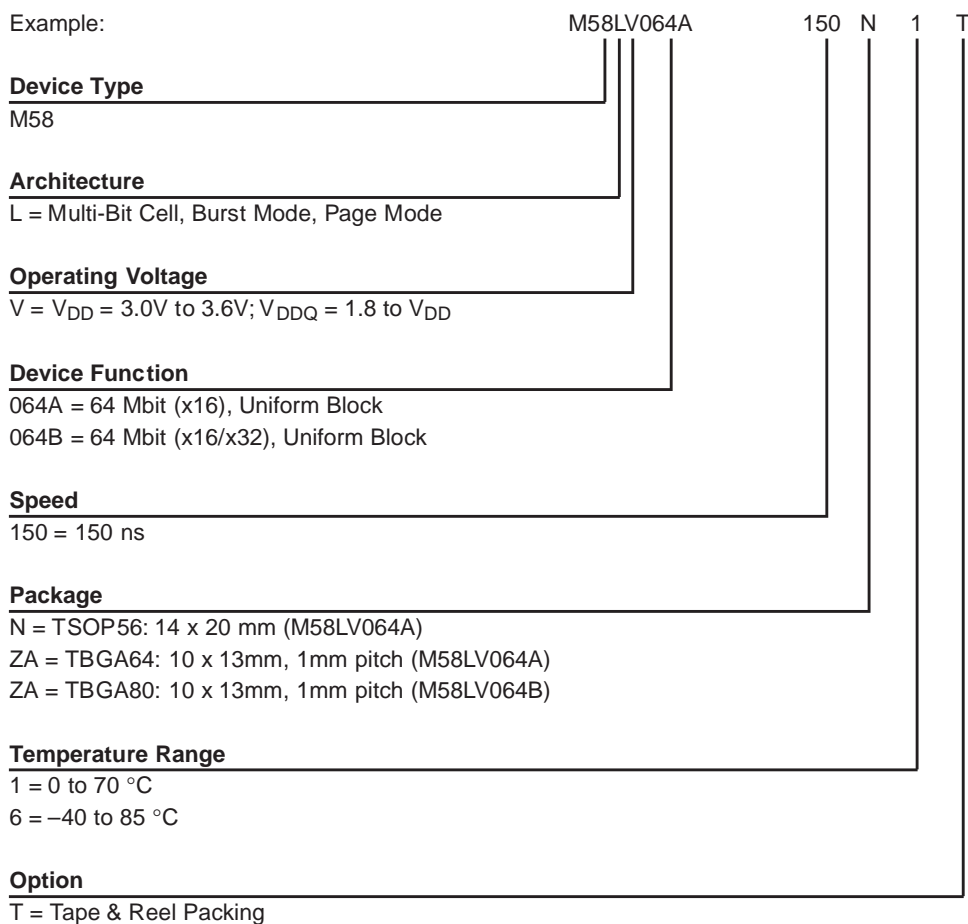 Example: M58LV064A 150 N 1 T
Device Type
M58
Architecture
L = Multi-Bit Cell, Burst Mode, Page Mode
Operating Voltage
V = VDD = 3.0V to 3.6V; VDDQ = 1.8 to VDD
Device Function
064A = 64 Mbit (x16), Uniform Block
064B = 64 Mbit (x16/x32), Uniform Block
Speed
150 = 150 ns
Package
N = TSOP56: 14 x 20 mm (M58LV064A)
ZA = TBGA64: 10 x 13mm, 1mm pitch (M58LV064A)
ZA = TBGA80: 10 x 13mm, 1mm pitch (M58LV064B)
Temperature Range
1 = 0 to 70 °C
6 = –40 to 85 °C
Option
T = Tape & Reel Packing